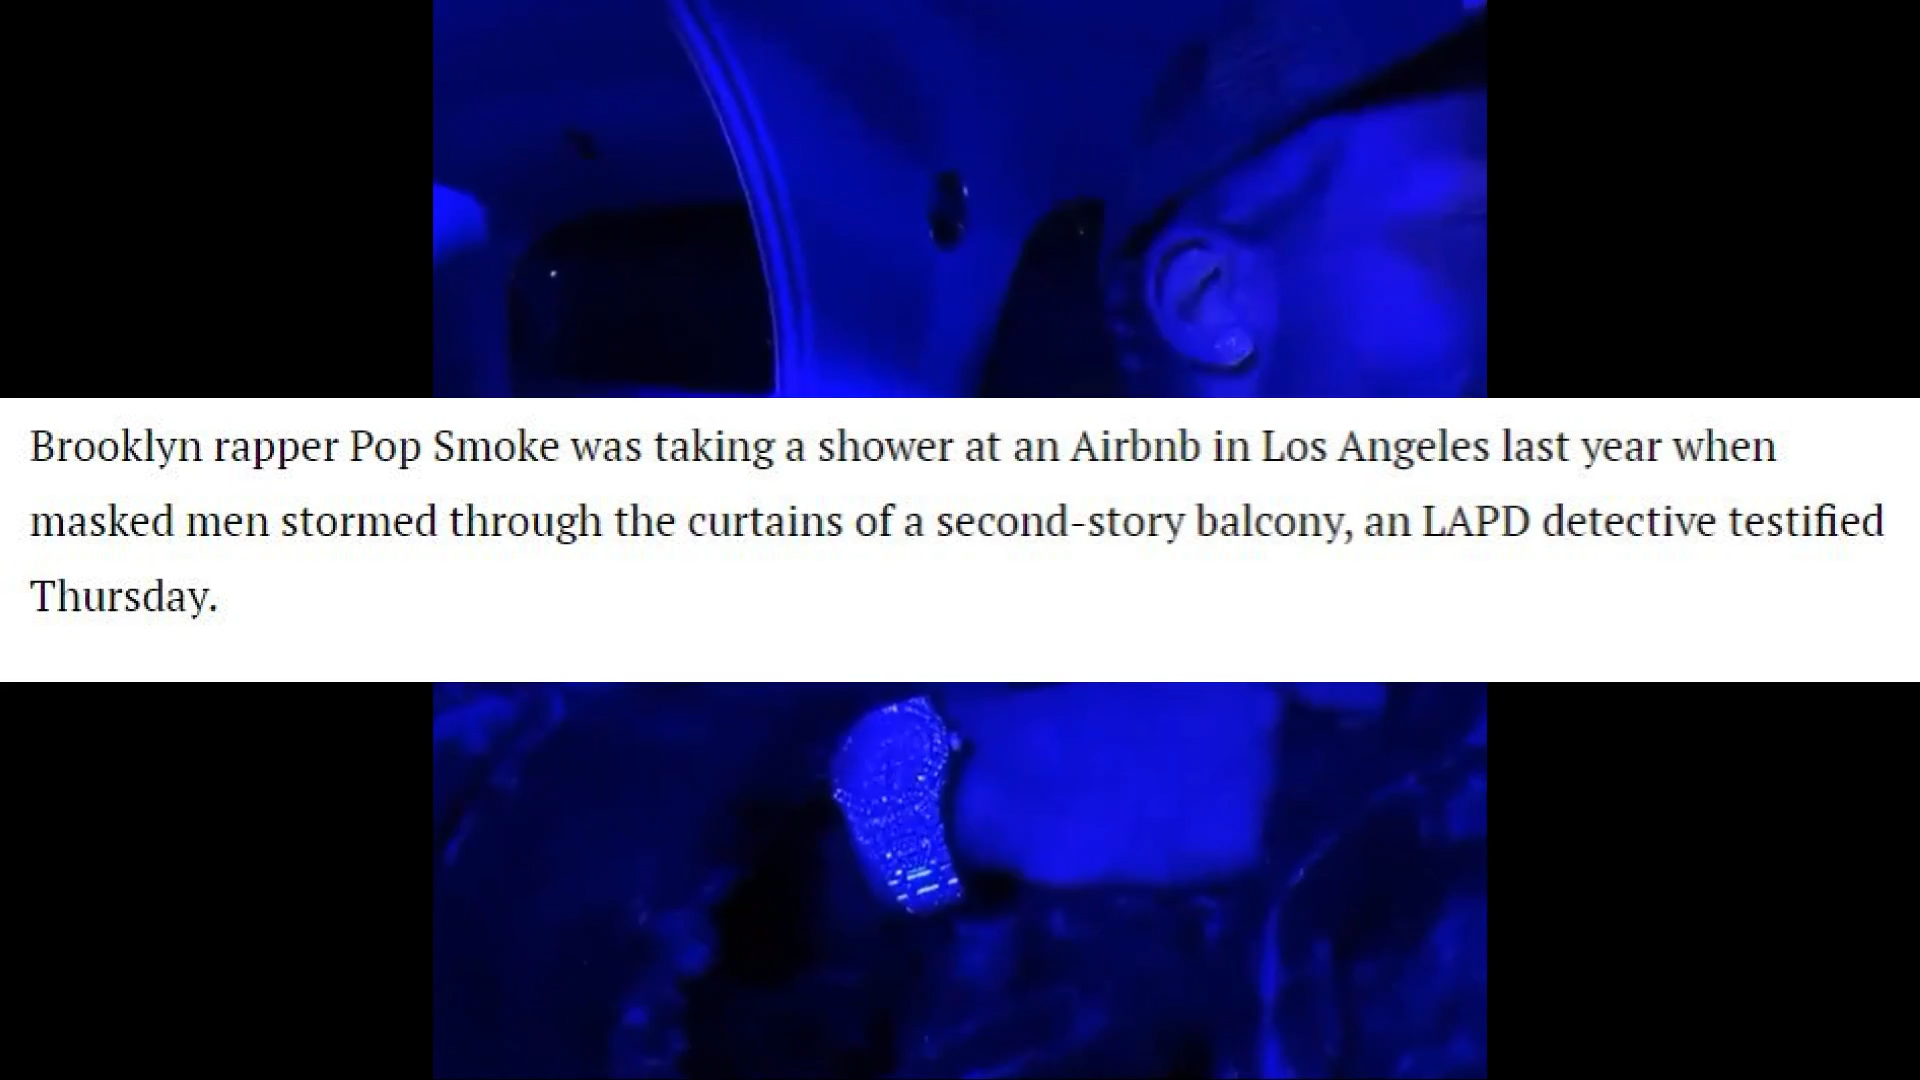 Brooklyn rapper Pop Smoke was taking a shower at an Airbnb in Los Angeles last year when
masked men stormed through the curtains of a second-story balcony, an LAPD detective testified
Thursday.